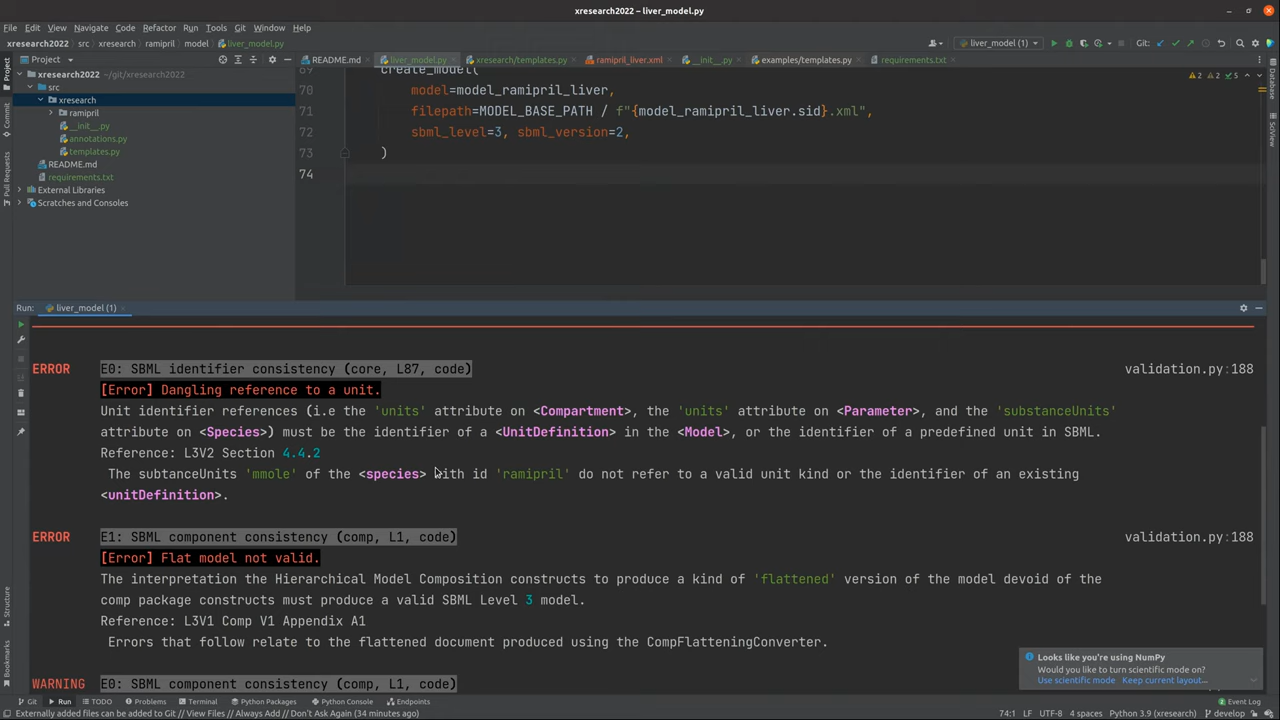 xresearch2022 – liver_model.py
File Edit View Navigate Code Refactor Run Tools Git Window Help
xresearch2022 › src › xresearch › ramipril › model › liver_model.py
liver_model (1)
Git:
Project
README.md
liver_model.py
xresearch/templates.py
ramipril_liver.xml
__init__.py
examples/templates.py
requirements.txt
xresearch2022 ~/git/xresearch2022
src
xresearch
ramipril
__init__.py
annotations.py
templates.py
README.md
requirements.txt
External Libraries
Scratches and Consoles
69 create_model(
70 model=model_ramipril_liver,
71 filepath=MODEL_BASE_PATH / f"{model_ramipril_liver.sid}.xml",
72 sbml_level=3, sbml_version=2,
73 )
74
2 2 5
Project
Commit
Pull Requests
Database
SciView
Run: liver_model (1)
ERROR E0: SBML identifier consistency (core, L87, code) validation.py:188
[Error] Dangling reference to a unit.
Unit identifier references (i.e the 'units' attribute on <Compartment>, the 'units' attribute on <Parameter>, and the 'substanceUnits'
attribute on <Species>) must be the identifier of a <UnitDefinition> in the <Model>, or the identifier of a predefined unit in SBML.
Reference: L3V2 Section 4.4.2
The subtanceUnits 'mmole' of the <species> with id 'ramipril' do not refer to a valid unit kind or the identifier of an existing
<unitDefinition>.
ERROR E1: SBML component consistency (comp, L1, code) validation.py:188
[Error] Flat model not valid.
The interpretation the Hierarchical Model Composition constructs to produce a kind of 'flattened' version of the model devoid of the
comp package constructs must produce a valid SBML Level 3 model.
Reference: L3V1 Comp V1 Appendix A1
Errors that follow relate to the flattened document produced using the CompFlatteningConverter.
WARNING E0: SBML component consistency (comp, L1, code)
Looks like you're using NumPy
Would you like to turn scientific mode on?
Use scientific mode Keep current layout...
Structure
Bookmarks
Git Run TODO Problems Terminal Python Packages Python Console Endpoints
Event Log
Externally added files can be added to Git // View Files // Always Add // Don't Ask Again (34 minutes ago)
74:1 LF UTF-8 4 spaces Python 3.9 (xresearch) develop